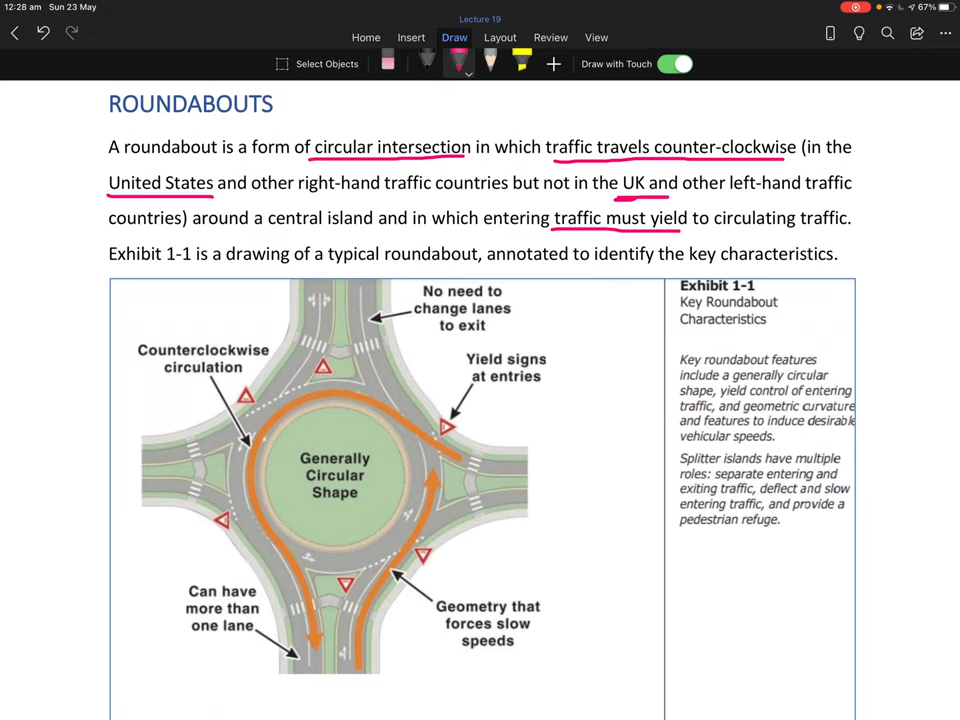 12:28 am Sun 23 May
67%
Lecture 19
Home Insert Draw Layout Review View
Select Objects
Draw with Touch
ROUNDABOUTS
A roundabout is a form of circular intersection in which traffic travels counter-clockwise (in the
United States and other right-hand traffic countries but not in the UK and other left-hand traffic
countries) around a central island and in which entering traffic must yield to circulating traffic.
Exhibit 1-1 is a drawing of a typical roundabout, annotated to identify the key characteristics.
No need to
change lanes
to exit
Counterclockwise
circulation
Yield signs
at entries
Generally
Circular
Shape
Can have
more than
one lane
Geometry that
forces slow
speeds
Exhibit 1-1
Key Roundabout
Characteristics
Key roundabout features
include a generally circular
shape, yield control of entering
traffic, and geometric curvature
and features to induce desirable
vehicular speeds.
Splitter islands have multiple
roles: separate entering and
exiting traffic, deflect and slow
entering traffic, and provide a
pedestrian refuge.